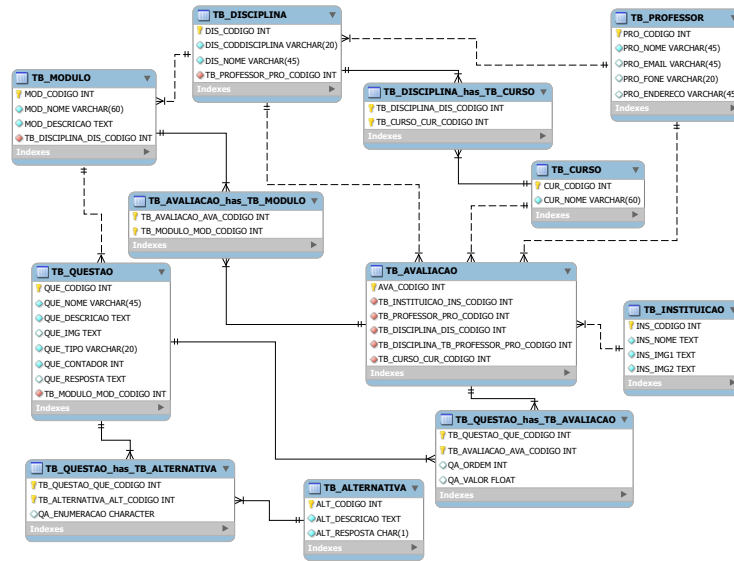 TB_DISCIPLINA
DIS_CODIGO INT
DIS_CODDISCIPLINA VARCHAR(20)
DIS_NOME VARCHAR(45)
TB_PROFESSOR_PRO_CODIGO INT
Indexes
TB_PROFESSOR
PRO_CODIGO INT
PRO_NOME VARCHAR(45)
PRO_EMAIL VARCHAR(45)
PRO_FONE VARCHAR(20)
PRO_ENDERECO VARCHAR(45
Indexes
TB_MODULO
MOD_CODIGO INT
MOD_NOME VARCHAR(60)
MOD_DESCRICAO TEXT
TB_DISCIPLINA_DIS_CODIGO INT
Indexes
TB_DISCIPLINA_has_TB_CURSO
TB_DISCIPLINA_DIS_CODIGO INT
TB_CURSO_CUR_CODIGO INT
Indexes
TB_CURSO
CUR_CODIGO INT
CUR_NOME VARCHAR(60)
Indexes
TB_AVALIACAO_has_TB_MODULO
TB_AVALIACAO_AVA_CODIGO INT
TB_MODULO_MOD_CODIGO INT
Indexes
TB_QUESTAO
QUE_CODIGO INT
QUE_NOME VARCHAR(45)
QUE_DESCRICAO TEXT
QUE_IMG TEXT
QUE_TIPO VARCHAR(20)
QUE_CONTADOR INT
QUE_RESPOSTA TEXT
TB_MODULO_MOD_CODIGO INT
Indexes
TB_AVALIACAO
AVA_CODIGO INT
TB_INSTITUICAO_INS_CODIGO INT
TB_PROFESSOR_PRO_CODIGO INT
TB_DISCIPLINA_DIS_CODIGO INT
TB_DISCIPLINA_TB_PROFESSOR_PRO_CODIGO INT
TB_CURSO_CUR_CODIGO INT
Indexes
TB_INSTITUICAO
INS_CODIGO INT
INS_NOME TEXT
INS_IMG1 TEXT
INS_IMG2 TEXT
Indexes
TB_QUESTAO_has_TB_AVALIACAO
TB_QUESTAO_QUE_CODIGO INT
TB_AVALIACAO_AVA_CODIGO INT
QA_ORDEM INT
QA_VALOR FLOAT
Indexes
TB_QUESTAO_has_TB_ALTERNATIVA
TB_QUESTAO_QUE_CODIGO INT
TB_ALTERNATIVA_ALT_CODIGO INT
QA_ENUMERACAO CHARACTER
Indexes
TB_ALTERNATIVA
ALT_CODIGO INT
ALT_DESCRICAO TEXT
ALT_RESPOSTA CHAR(1)
Indexes